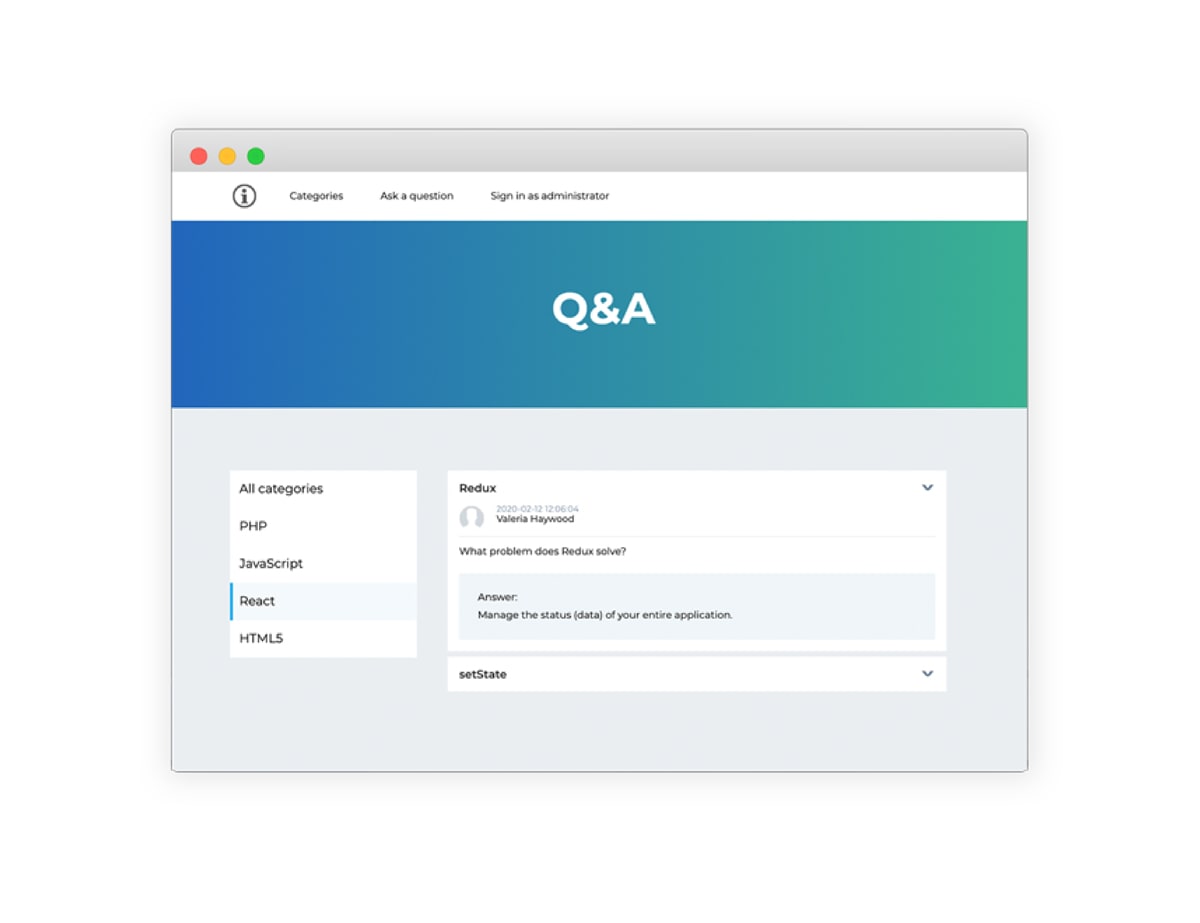 Categories Ask a question Sign in as administrator
Q&A
All categories
PHP
JavaScript
React
HTML5
Redux
2020-02-12 12:06:04
Valeria Haywood
What problem does Redux solve?
Answer:
Manage the status (data) of your entire application.
setState